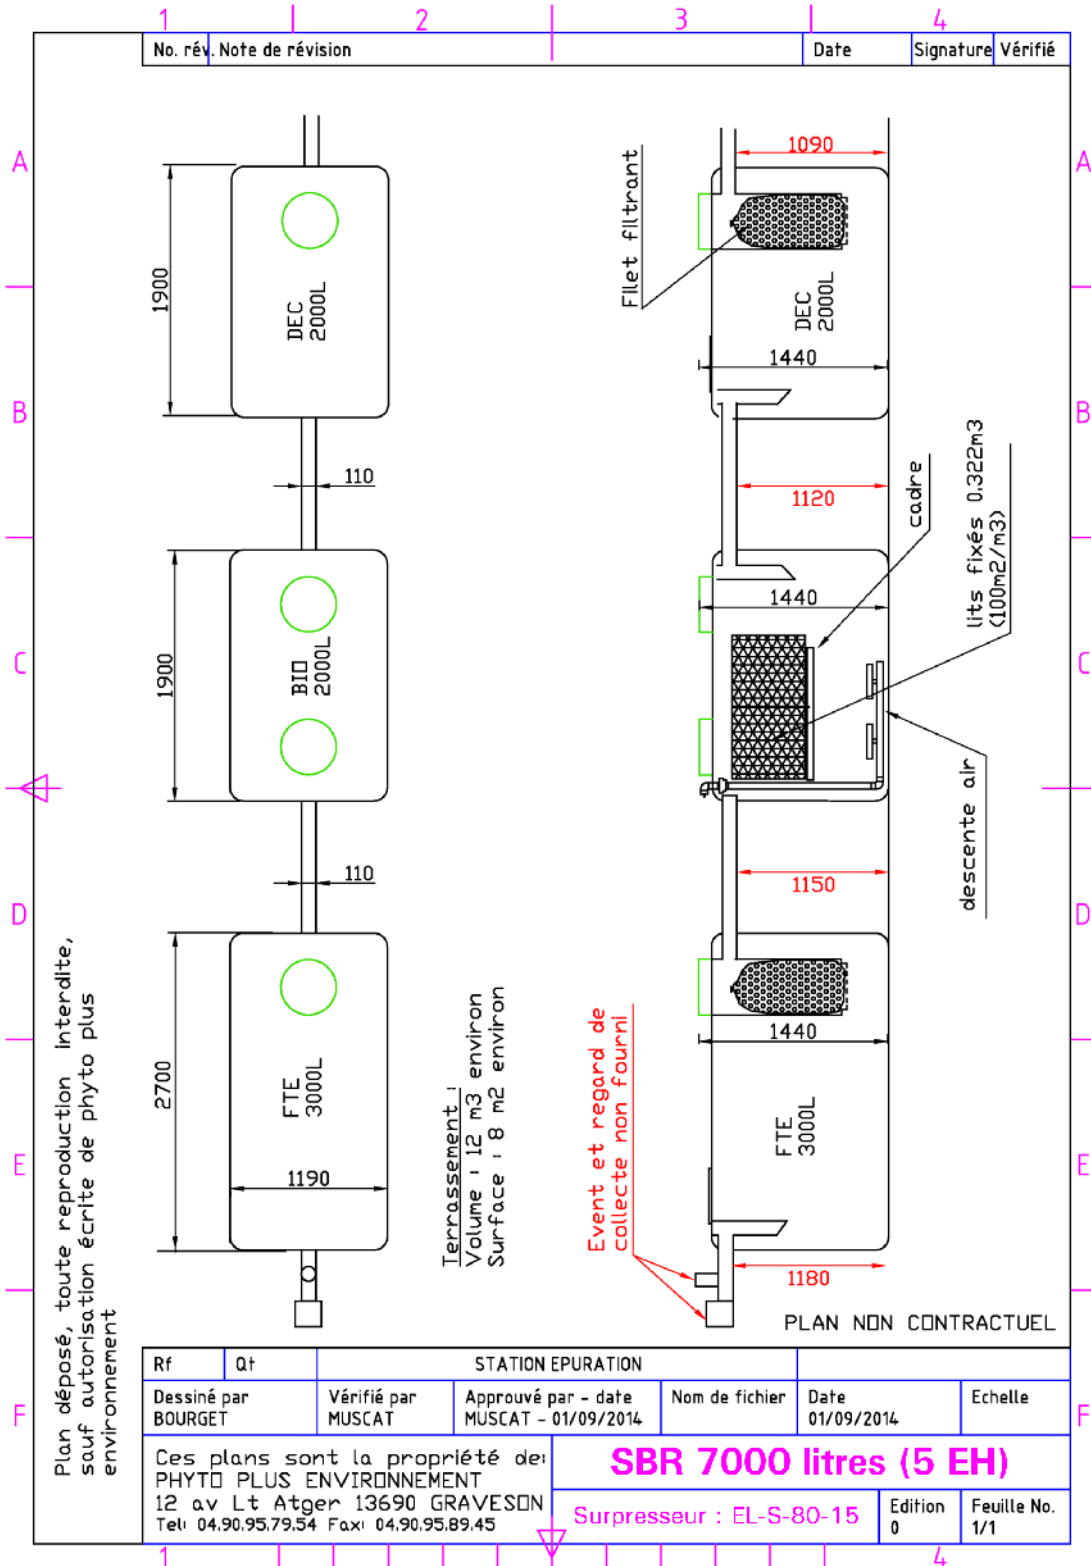 1
2
3
4
No. rév. Note de révision
Date
Signature
Vérifié
A
A
B
B
C
C
D
D
E
E
F
F
1900
DEC
2000L
110
1900
BIO
2000L
110
2700
FTE
3000L
1190
Terrassement :
Volume : 12 m3 environ
Surface : 8 m2 environ
Filet filtrant
1090
DEC
2000L
1440
1120
cadre
lits fixés 0.322m3
(100m2/m3)
1440
descente air
1150
1440
FTE
3000L
Event et regard de
collecte non fourni
1180
PLAN NON CONTRACTUEL
Plan déposé, toute reproduction interdite,
sauf autorisation écrite de phyto plus
environnement
Rf
Qt
STATION EPURATION
Dessiné par
BOURGET
Vérifié par
MUSCAT
Approuvé par - date
MUSCAT - 01/09/2014
Nom de fichier
Date
01/09/2014
Echelle
Ces plans sont la propriété de:
PHYTO PLUS ENVIRONNEMENT
12 av Lt Atger 13690 GRAVESON
Tel: 04.90.95.79.54 Fax: 04.90.95.89.45
SBR 7000 litres (5 EH)
Surpresseur : EL-S-80-15
Edition
0
Feuille No.
1/1
1
4